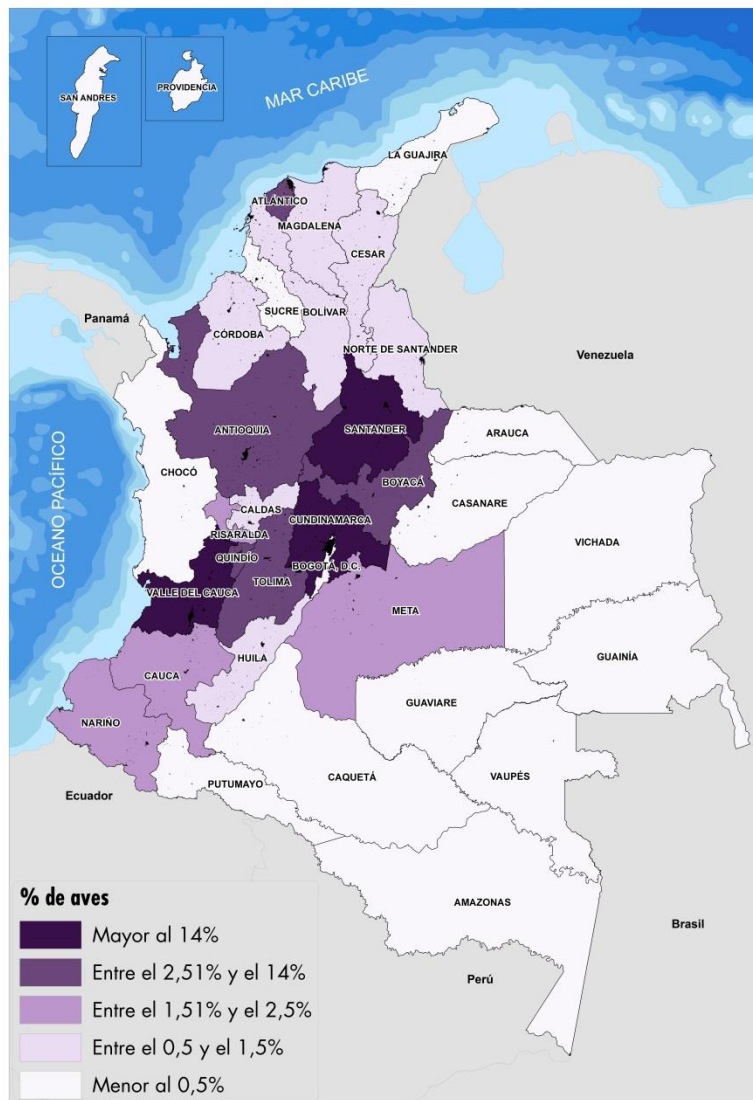 SAN ANDRES
PROVIDENCIA
MAR CARIBE
LA GUAJIRA
ATLÁNTICO
MAGDALENA
CESAR
SUCRE
BOLÍVAR
Panamá
CÓRDOBA
NORTE DE SANTANDER
Venezuela
ANTIOQUIA
SANTANDER
ARAUCA
CHOCÓ
BOYACÁ
CASANARE
OCEANO PACÍFICO
CALDAS
CUNDINAMARCA
RISARALDA
VICHADA
QUINDÍO
BOGOTÁ, D.C.
TOLIMA
VALLE DEL CAUCA
META
HUILA
GUAINÍA
CAUCA
GUAVIARE
NARIÑO
CAQUETÁ
VAUPÉS
PUTUMAYO
Ecuador
AMAZONAS
Brasil
Perú
% de aves
Mayor al 14%
Entre el 2,51% y el 14%
Entre el 1,51% y el 2,5%
Entre el 0,5 y el 1,5%
Menor al 0,5%